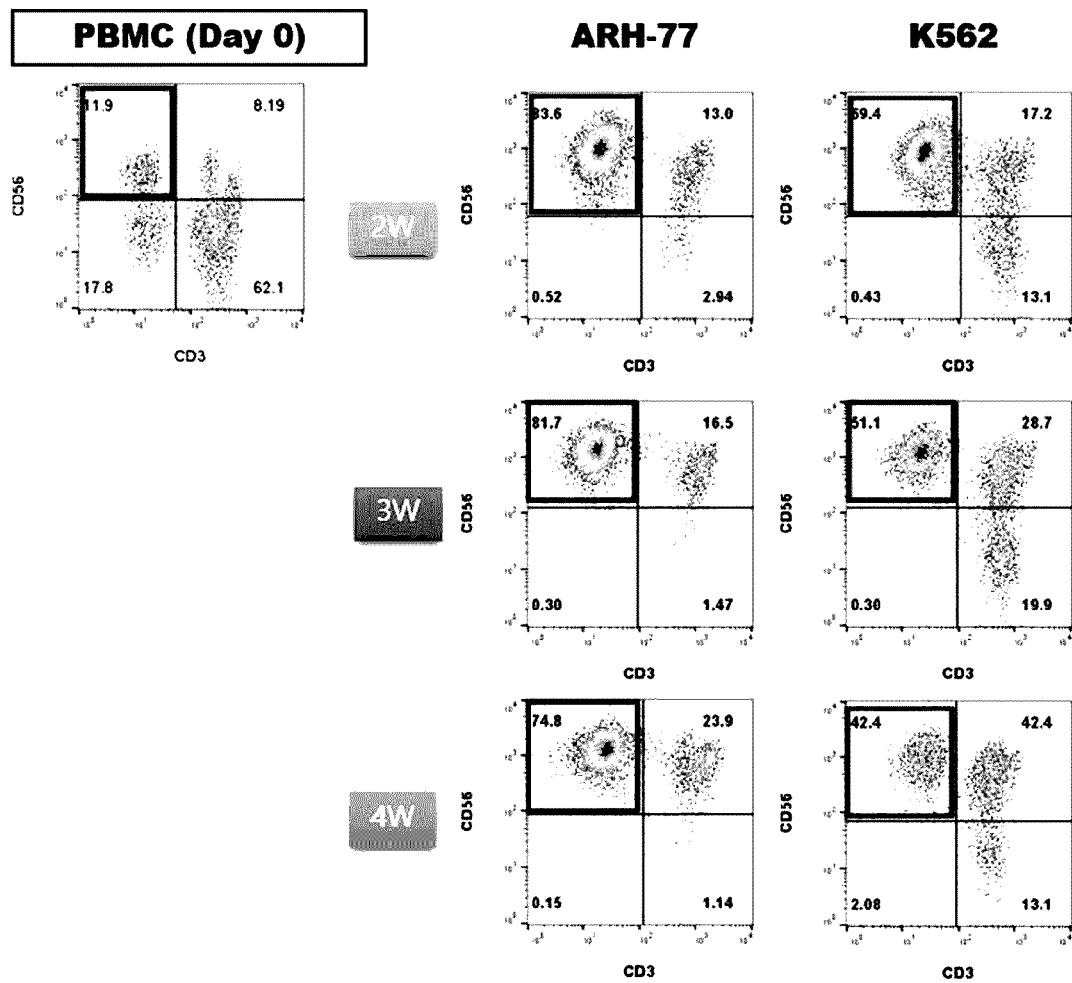 PBMC (Day 0)
ARH-77
K562
11.9
8.19
CD56
17.8
62.1
CD3
2W
CD56
83.6
13.0
0.52
2.94
CD3
CD56
69.4
17.2
0.43
13.1
CD3
3W
CD56
81.7
16.5
0.30
1.47
CD3
CD56
51.1
28.7
0.30
19.9
CD3
4W
CD56
74.8
23.9
0.15
1.14
CD3
CD56
42.4
42.4
2.08
13.1
CD3